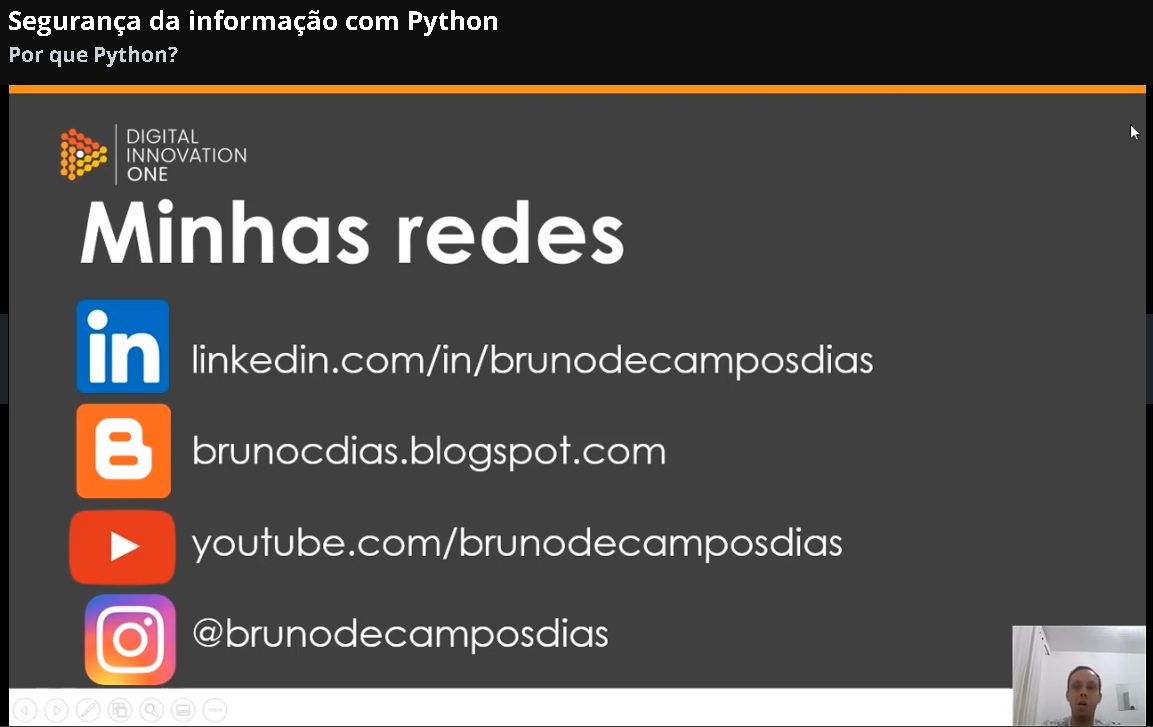 Segurança da informação com Python
Por que Python?
DIGITAL
INNOVATION
ONE
Minhas redes
in
linkedin.com/in/brunodecamposdias
brunocdias.blogspot.com
youtube.com/brunodecamposdias
@brunodecamposdias